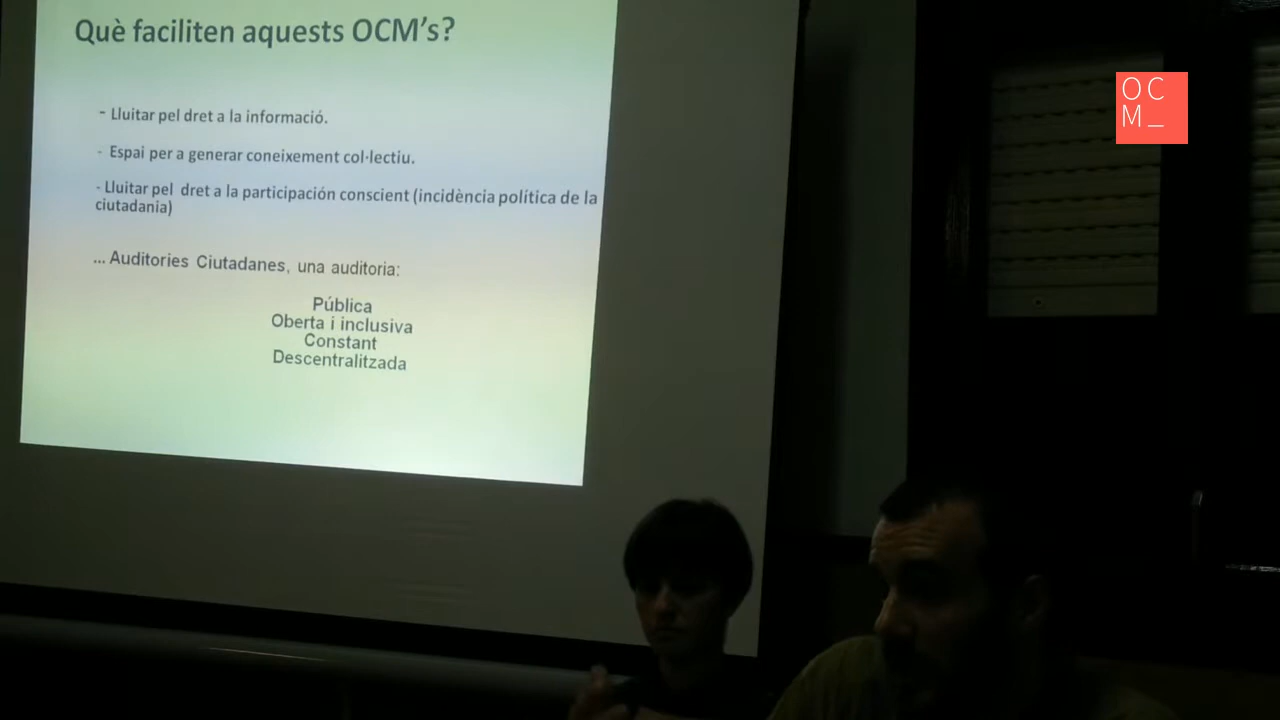 Què faciliten aquests OCM's?
- Lluitar pel dret a la informació.
- Espai per a generar coneixement col·lectiu.
- Lluitar pel dret a la participación conscient (incidència política de la
ciutadania)
... Auditories Ciutadanes, una auditoria:
Pública
Oberta i inclusiva
Constant
Descentralitzada
OC
M_